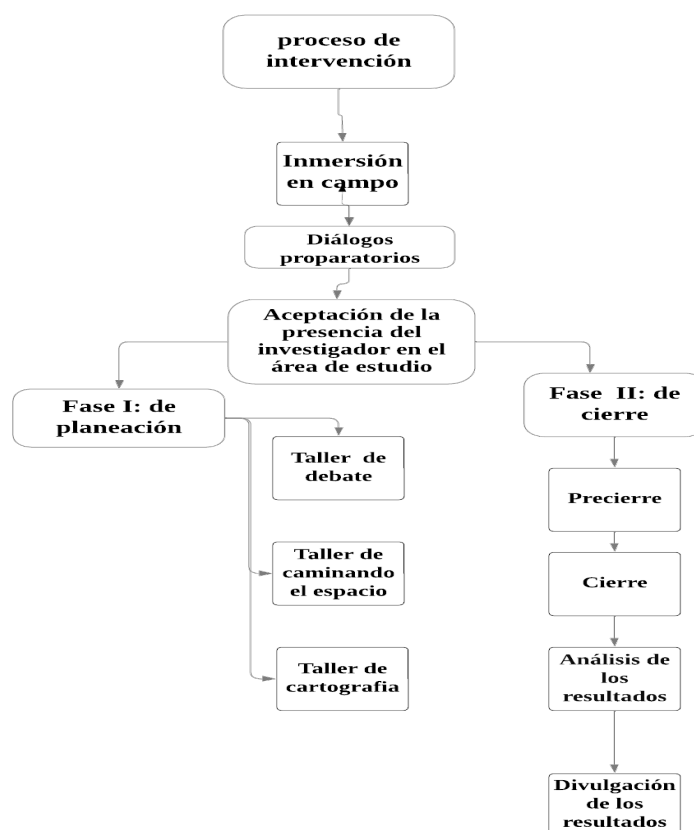 proceso de
intervención
Inmersión
en campo
Diálogos
proparatorios
Aceptación de la
presencia del
investigador en el
área de estudio
Fase I: de
planeación
Taller de
debate
Taller de
caminando
el espacio
Taller de
cartografia
Fase II: de
cierre
Precierre
Cierre
Análisis de
los
resultados
Divulgación
de los
resultados